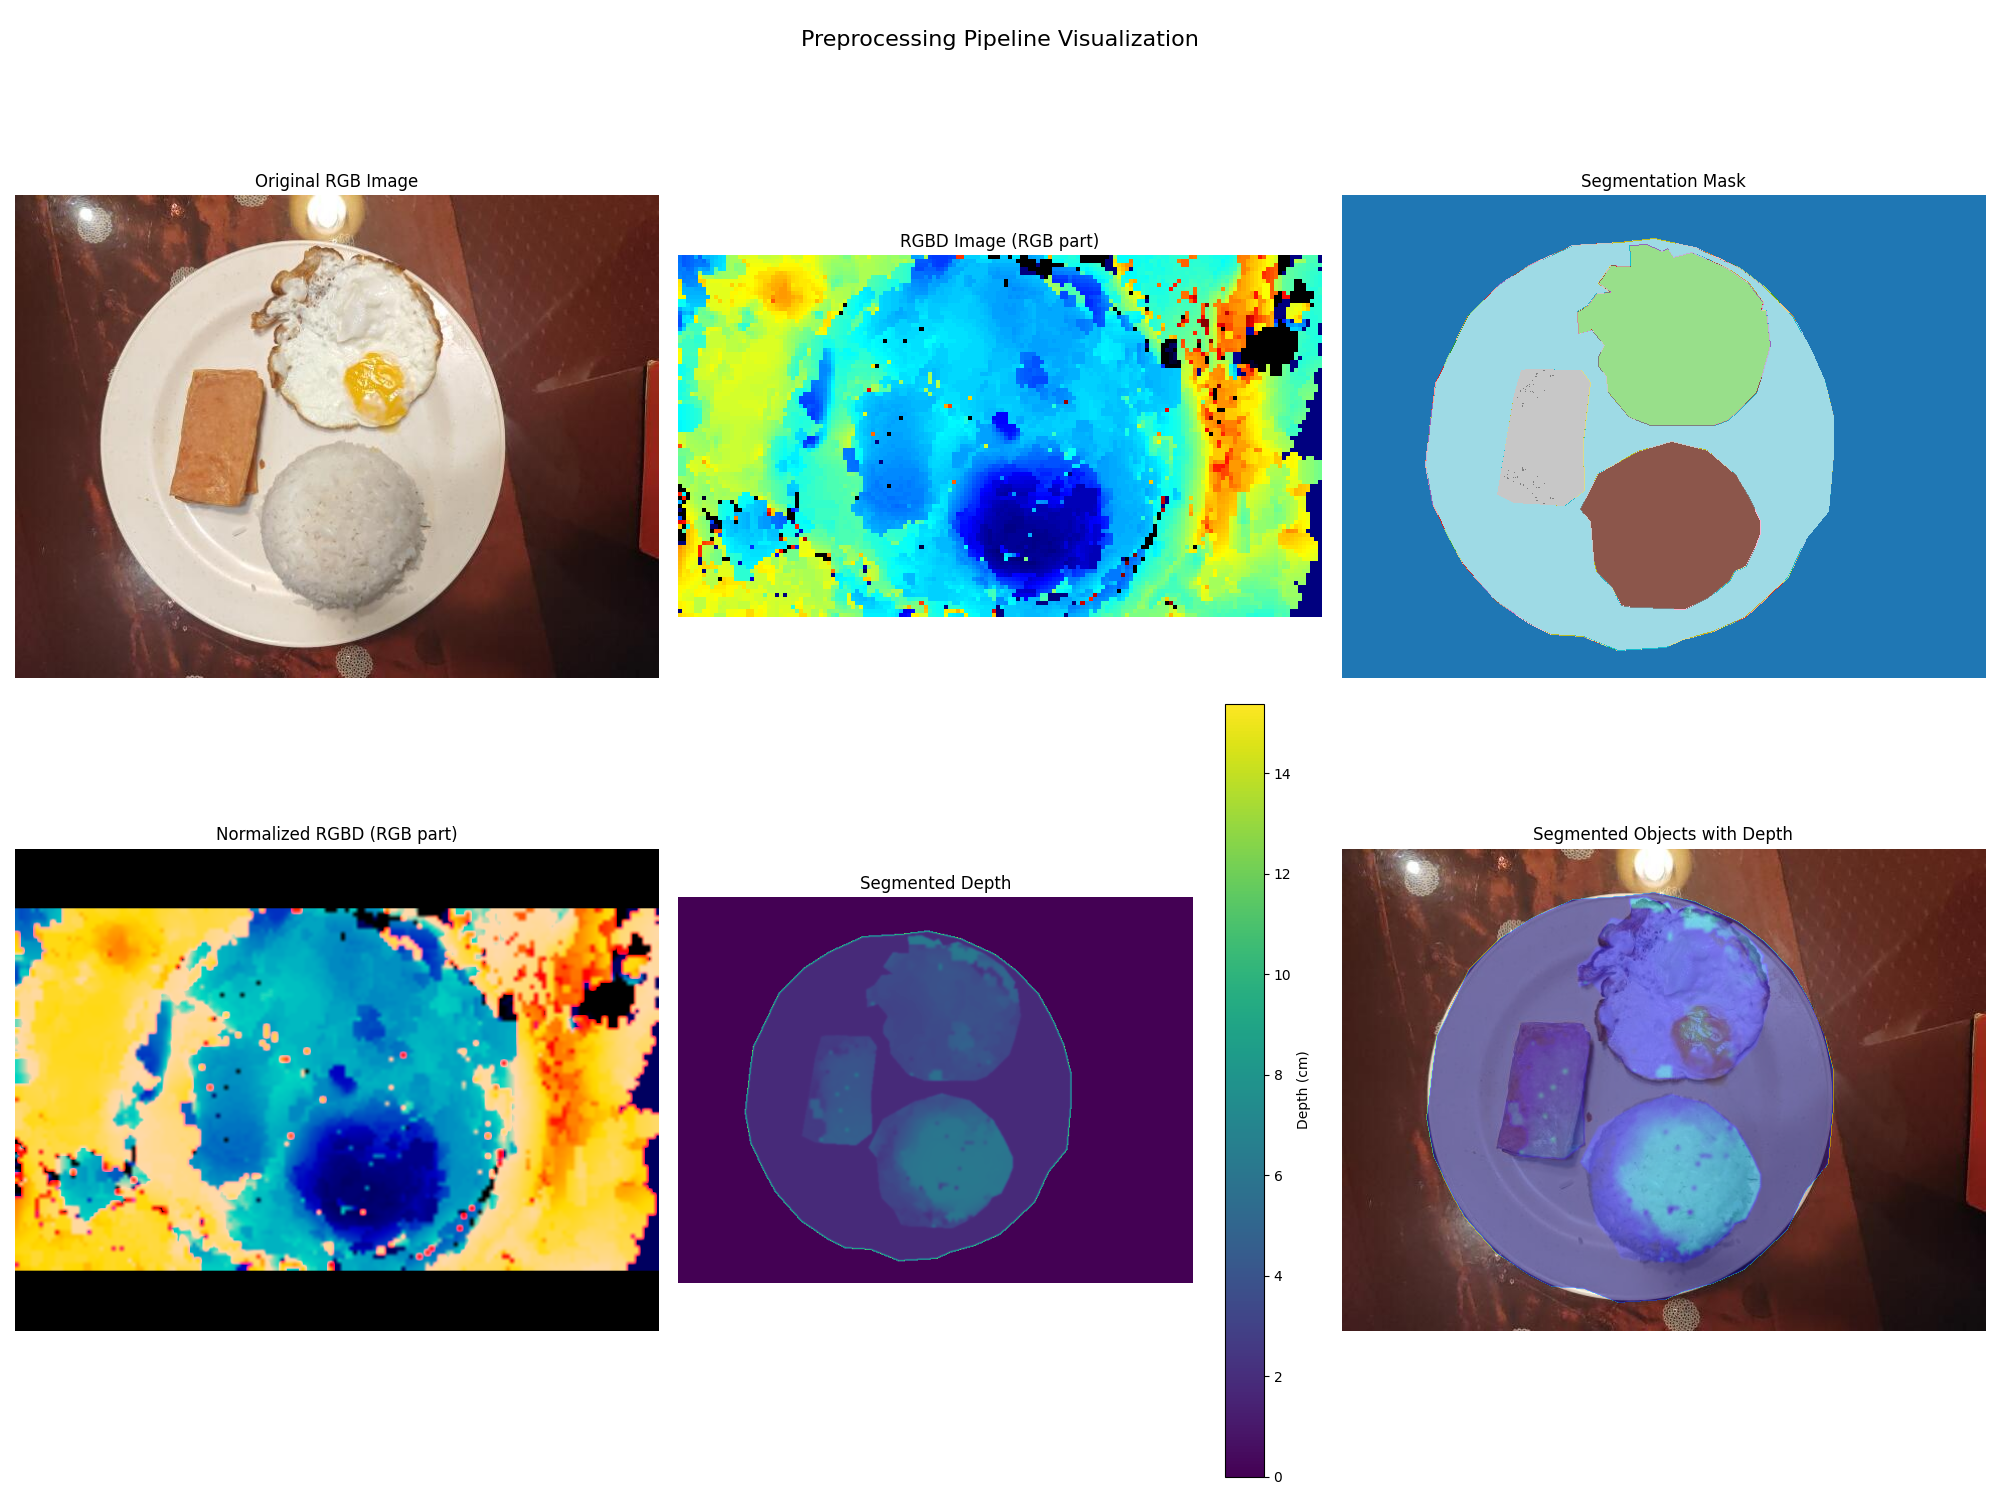 Preprocessing Pipeline Visualization
Original RGB Image
RGBD Image (RGB part)
Segmentation Mask
Normalized RGBD (RGB part)
Segmented Depth
14
12
10
8
6
4
2
0
Depth (cm)
Segmented Objects with Depth